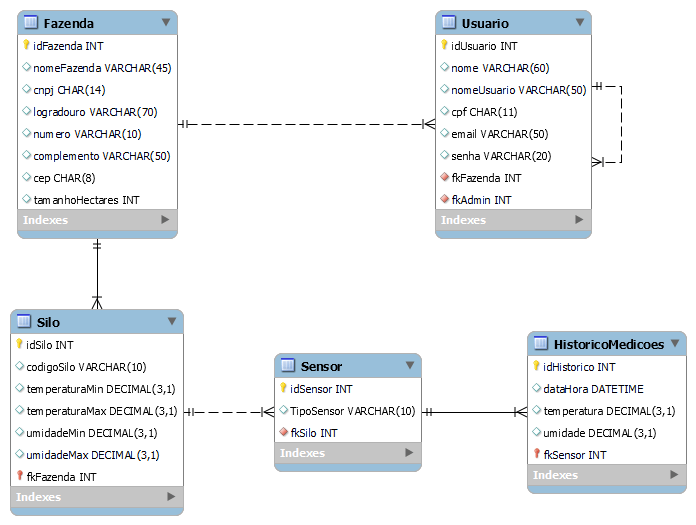 Fazenda
idFazenda INT
nomeFazenda VARCHAR(45)
cnpj CHAR(14)
logradouro VARCHAR(70)
numero VARCHAR(10)
complemento VARCHAR(50)
cep CHAR(8)
tamanhoHectares INT
Indexes
Usuario
idUsuario INT
nome VARCHAR(60)
nomeUsuario VARCHAR(50)
cpf CHAR(11)
email VARCHAR(50)
senha VARCHAR(20)
fkFazenda INT
fkAdmin INT
Indexes
Silo
idSilo INT
codigoSilo VARCHAR(10)
temperaturaMin DECIMAL(3,1)
temperaturaMax DECIMAL(3,1)
umidadeMin DECIMAL(3,1)
umidadeMax DECIMAL(3,1)
fkFazenda INT
Indexes
Sensor
idSensor INT
TipoSensor VARCHAR(10)
fkSilo INT
Indexes
HistoricoMedicoes
idHistorico INT
dataHora DATETIME
temperatura DECIMAL(3,1)
umidade DECIMAL(3,1)
fkSensor INT
Indexes